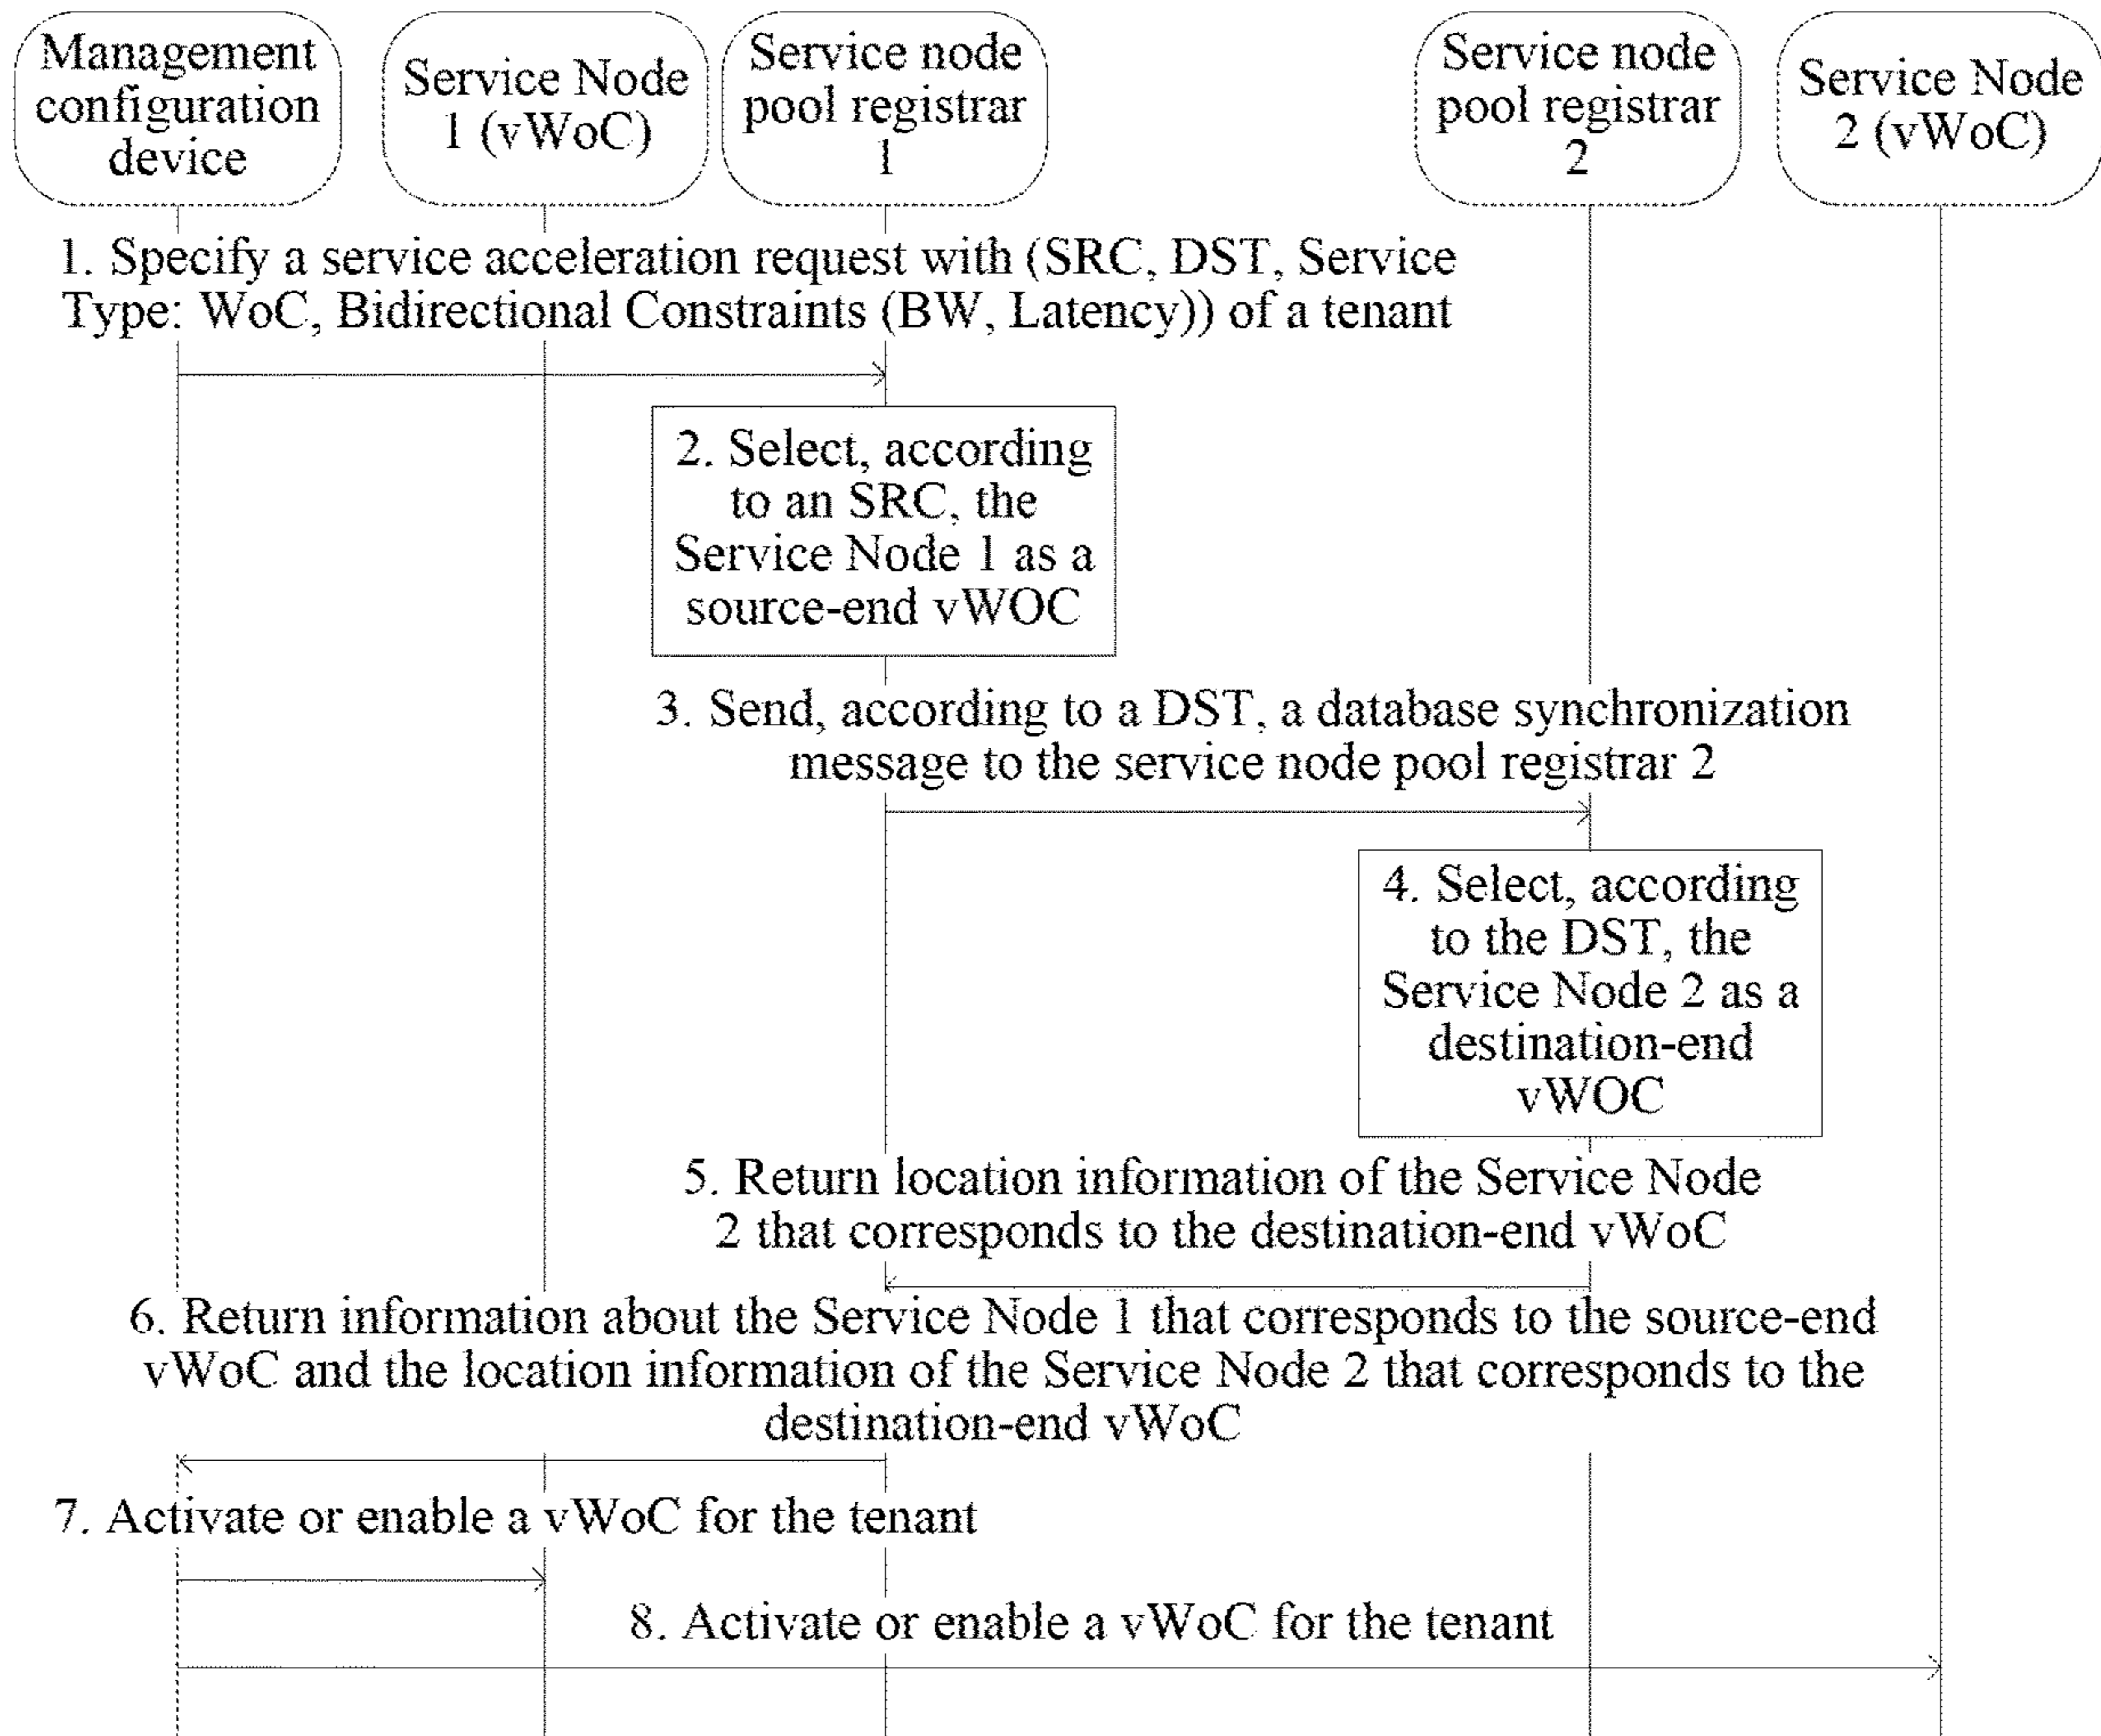 Management
configuration
device
Service Node
1 (vWoC)
Service node
pool registrar
1
Service node
pool registrar
2
Service Node
2 (vWoC)
1. Specify a service acceleration request with (SRC, DST, Service
Type: WoC, Bidirectional Constraints (BW, Latency)) of a tenant
2. Select, according
to an SRC, the
Service Node 1 as a
source-end vWOC
3. Send, according to a DST, a database synchronization
message to the service node pool registrar 2
4. Select, according
to the DST, the
Service Node 2 as a
destination-end
vWOC
5. Return location information of the Service Node
2 that corresponds to the destination-end vWoC
6. Return information about the Service Node 1 that corresponds to the source-end
vWoC and the location information of the Service Node 2 that corresponds to the
destination-end vWoC
7. Activate or enable a vWoC for the tenant
8. Activate or enable a vWoC for the tenant